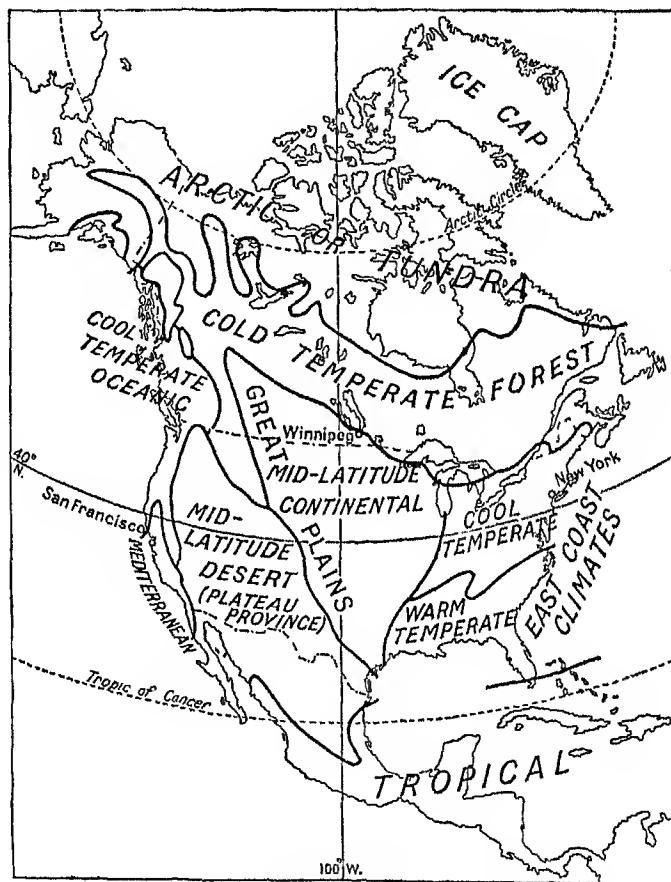 ICE CAP
ARCTIC OR TUNDRA
Arctic Circle
COLD TEMPERATE FOREST
COOL
TEMPERATE
OCEANIC
GREAT PLAINS
Winnipeg
MID-LATITUDE
CONTINENTAL
40°
N.
New York
San Francisco
COOL
TEMPERATE
MID-
LATITUDE
DESERT
(PLATEAU
PROVINCE)
MEDITERRANEAN
WARM
TEMPERATE
EAST COAST
CLIMATES
Tropic of Cancer
TROPICAL
100° W.